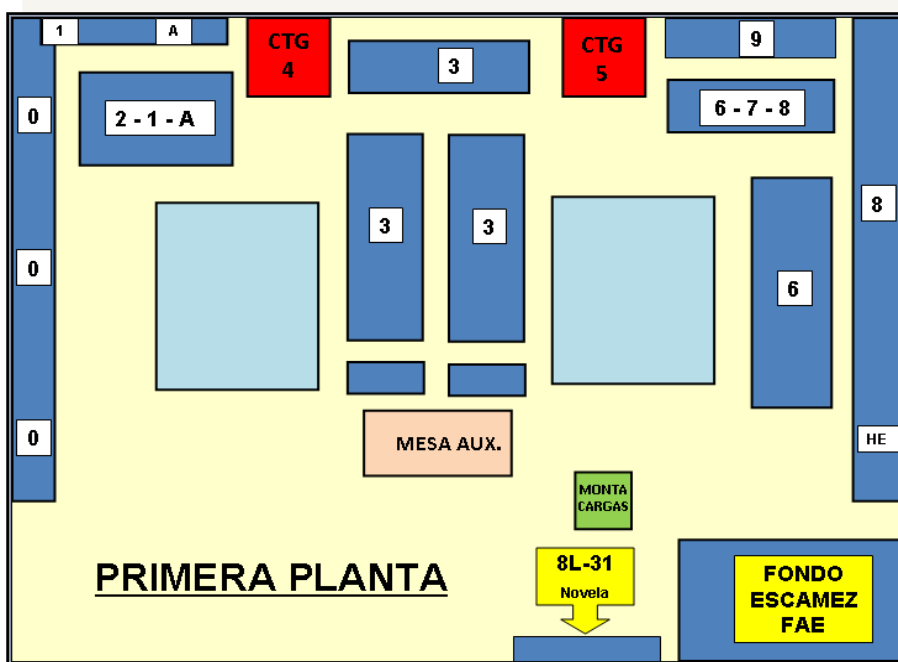 1
A
CTG
4
3
CTG
5
9
0
2 - 1 - A
6 - 7 - 8
3
3
8
0
6
0
MESA AUX.
HE
MONTA
CARGAS
8L-31
Novela
PRIMERA PLANTA
FONDO
ESCAMEZ
FAE